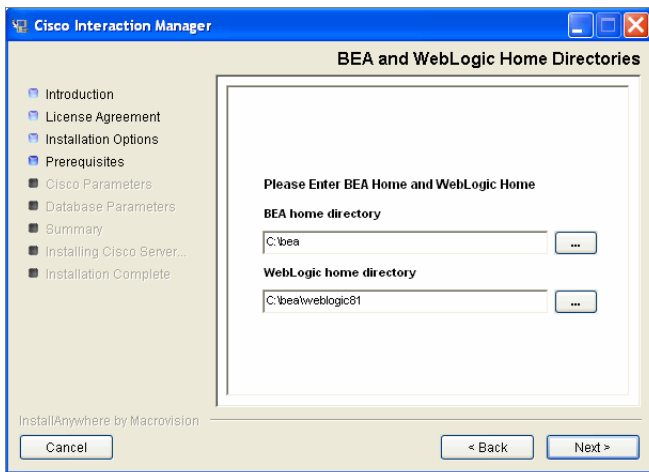 Cisco Interaction Manager
BEA and WebLogic Home Directories
Introduction
License Agreement
Installation Options
Prerequisites
Cisco Parameters
Database Parameters
Summary
Installing Cisco Server...
Installation Complete
Please Enter BEA Home and WebLogic Home
BEA home directory
C:\bea
...
WebLogic home directory
C:\bea\weblogic81
...
InstallAnywhere by Macrovision
Cancel
< Back
Next >